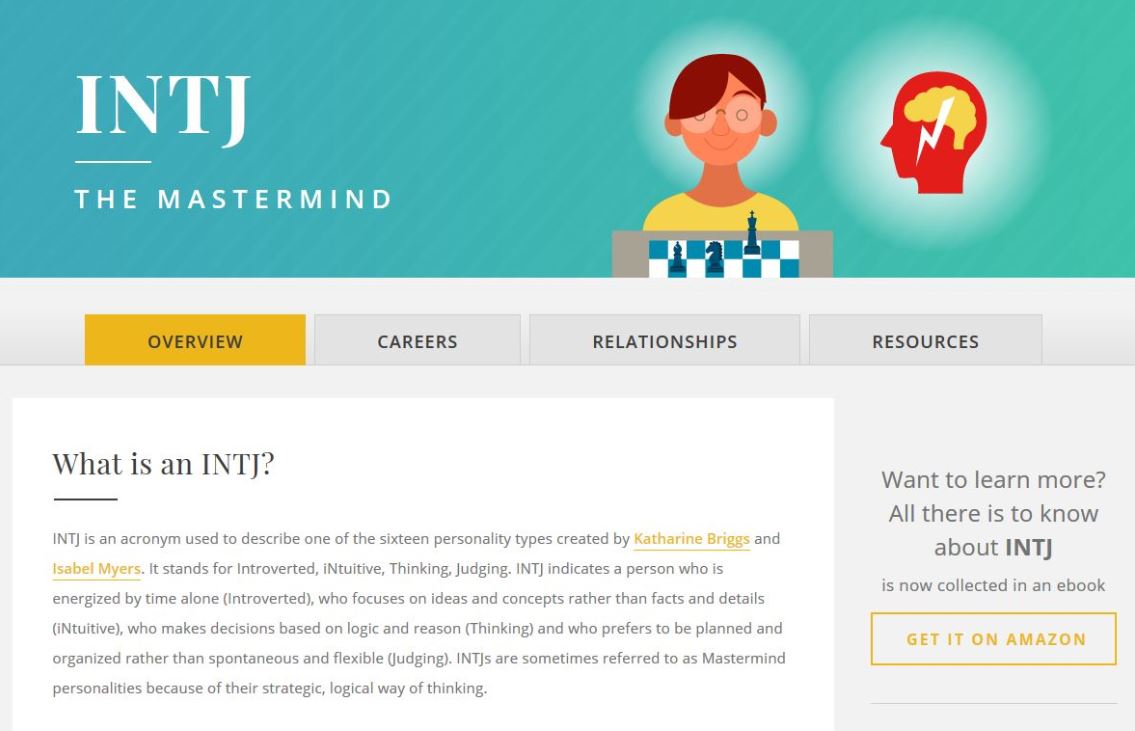 INTJ
THE MASTERMIND
OVERVIEW
CAREERS
RELATIONSHIPS
RESOURCES
What is an INTJ?
INTJ is an acronym used to describe one of the sixteen personality types created by Katharine Briggs and
Isabel Myers. It stands for Introverted, iNtuitive, Thinking, Judging. INTJ indicates a person who is
energized by time alone (Introverted), who focuses on ideas and concepts rather than facts and details
(iNtuitive), who makes decisions based on logic and reason (Thinking) and who prefers to be planned and
organized rather than spontaneous and flexible (Judging). INTJs are sometimes referred to as Mastermind
personalities because of their strategic, logical way of thinking.
Want to learn more?
All there is to know
about INTJ
is now collected in an ebook
GET IT ON AMAZON